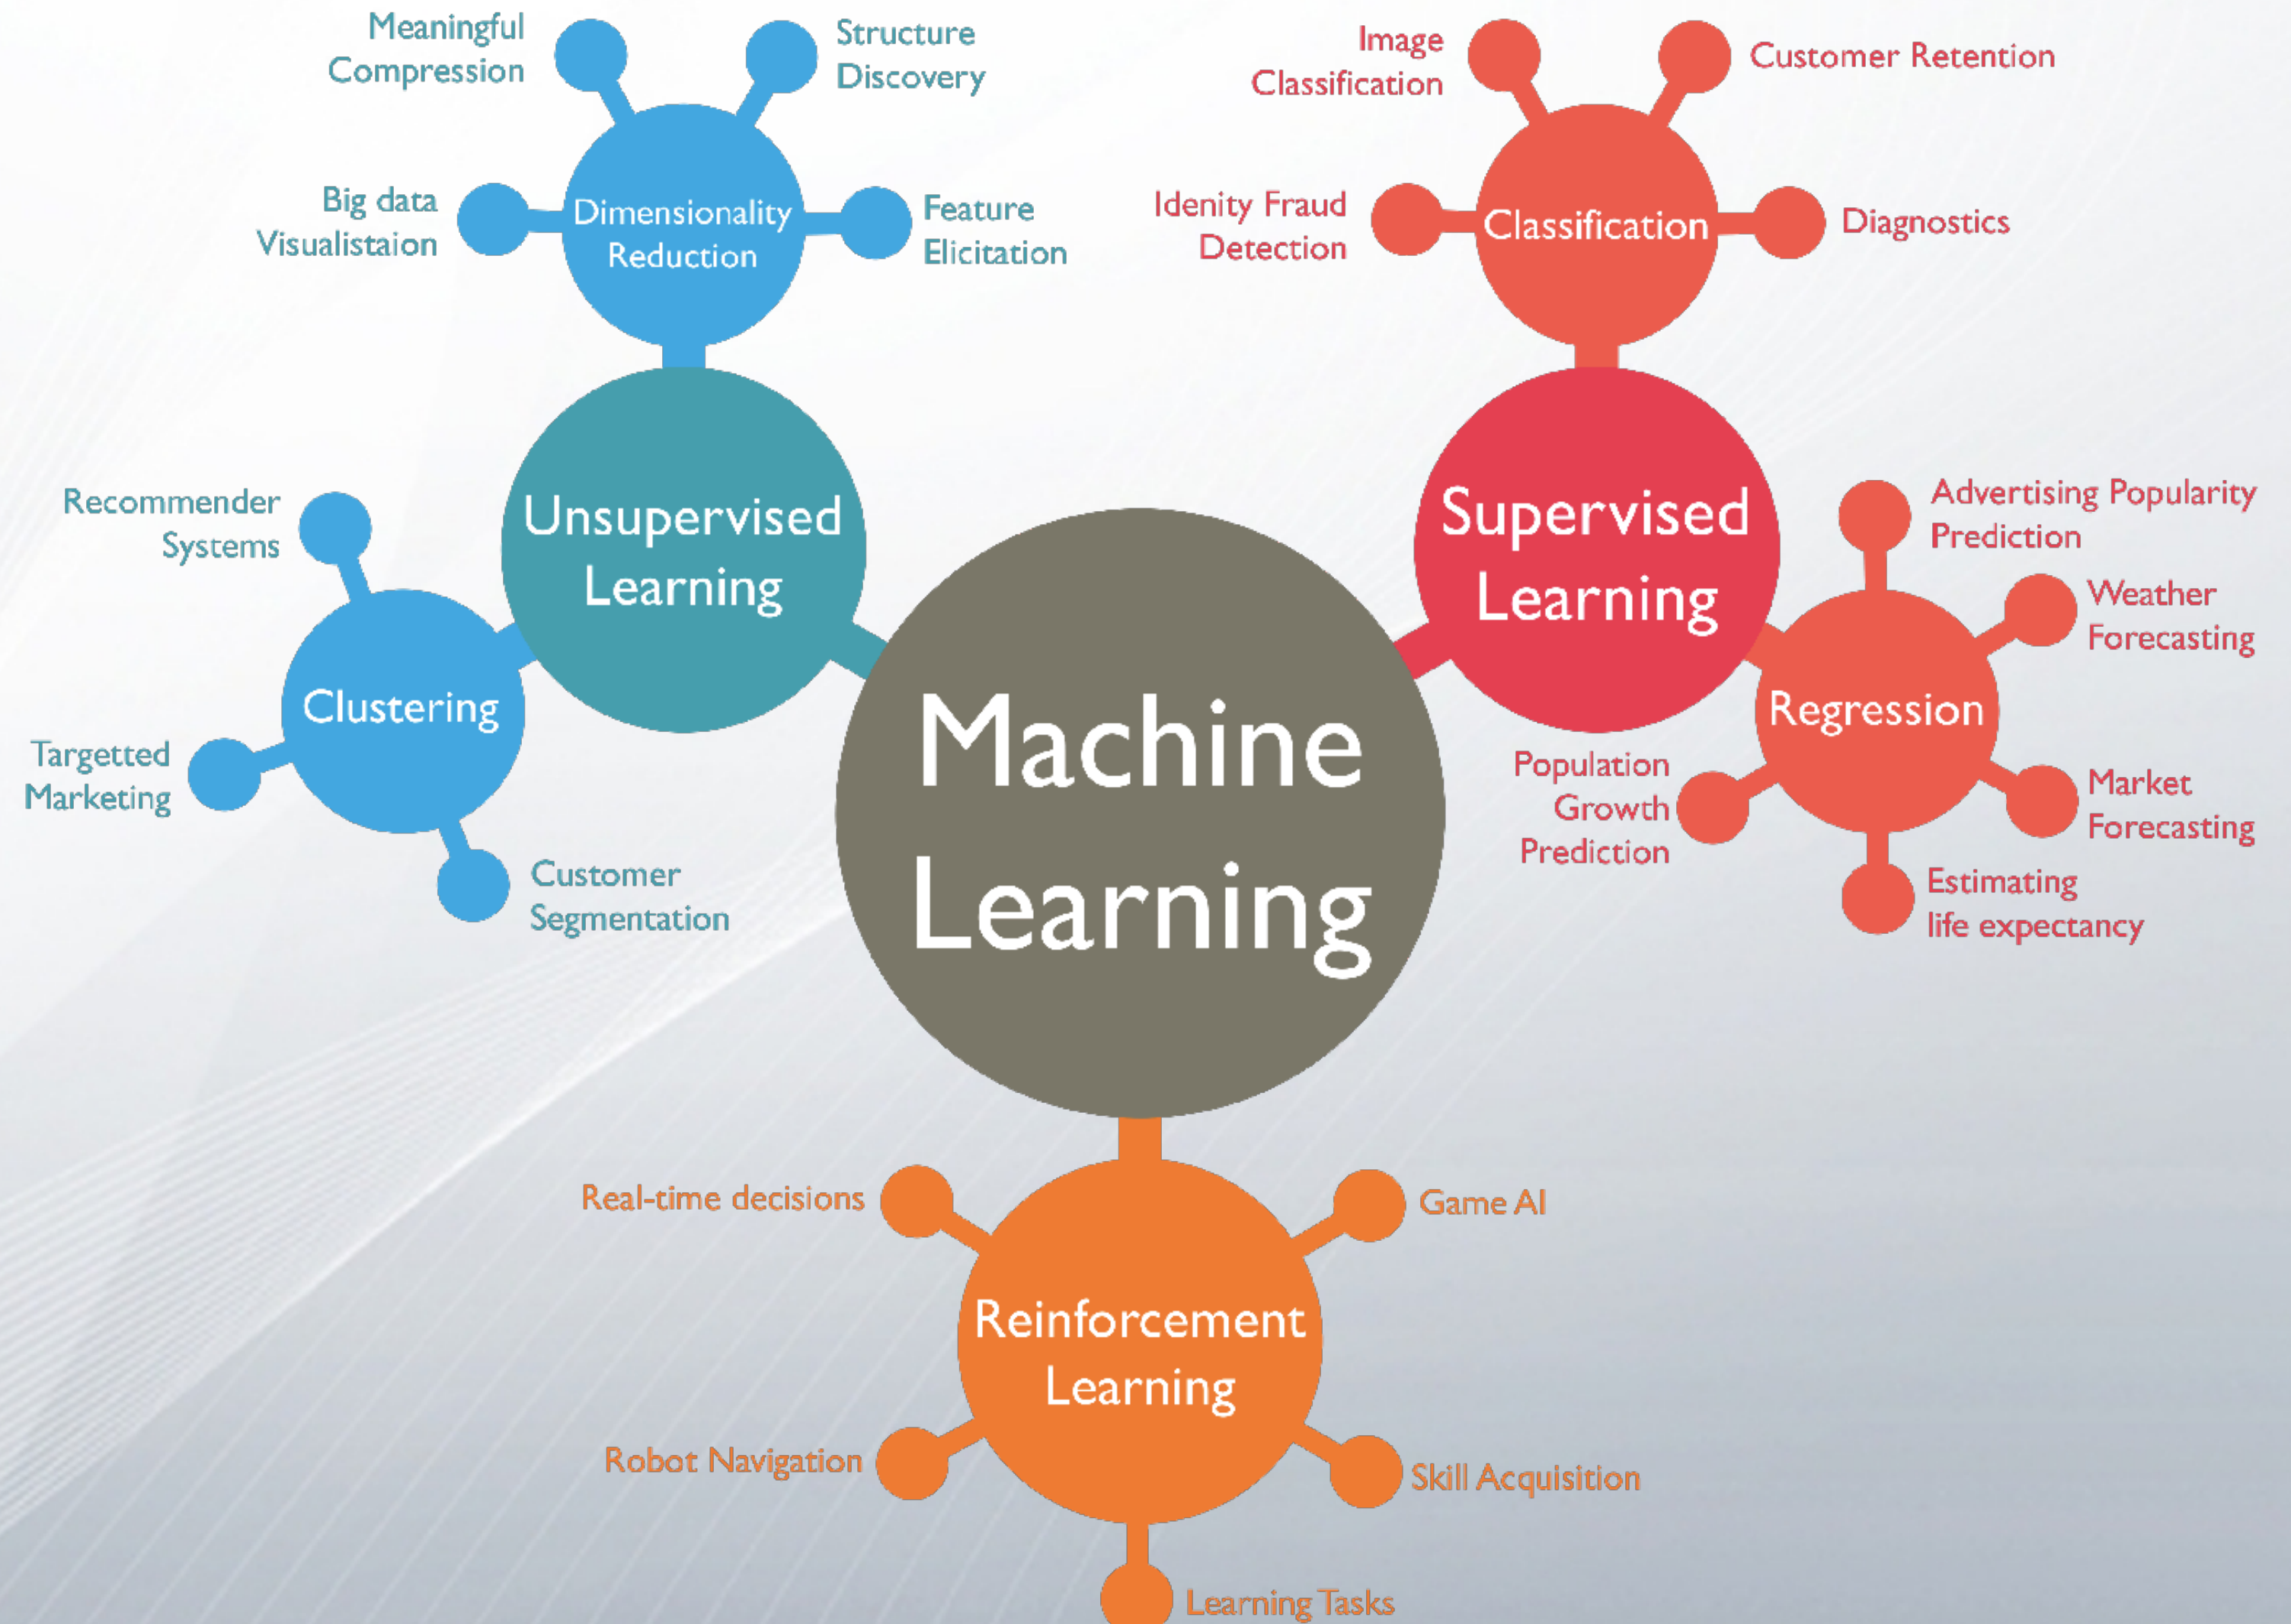 Meaningful
Compression
Structure
Discovery
Big data
Visualistaion
Dimensionality
Reduction
Feature
Elicitation
Image
Classification
Customer Retention
Idenity Fraud
Detection
Classification
Diagnostics
Recommender
Systems
Unsupervised
Learning
Clustering
Targetted
Marketing
Customer
Segmentation
Machine
Learning
Supervised
Learning
Advertising Popularity
Prediction
Weather
Forecasting
Regression
Population
Growth
Prediction
Market
Forecasting
Estimating
life expectancy
Real-time decisions
Game AI
Reinforcement
Learning
Robot Navigation
Skill Acquisition
Learning Tasks